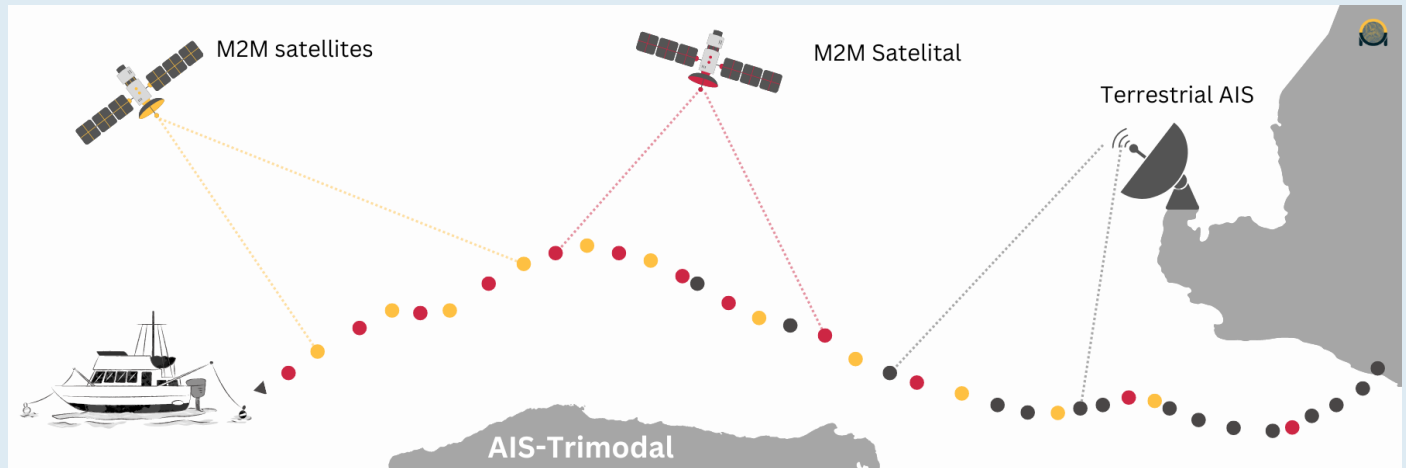 M2M satellites
M2M Satelital
Terrestrial AIS
AIS-Trimodal